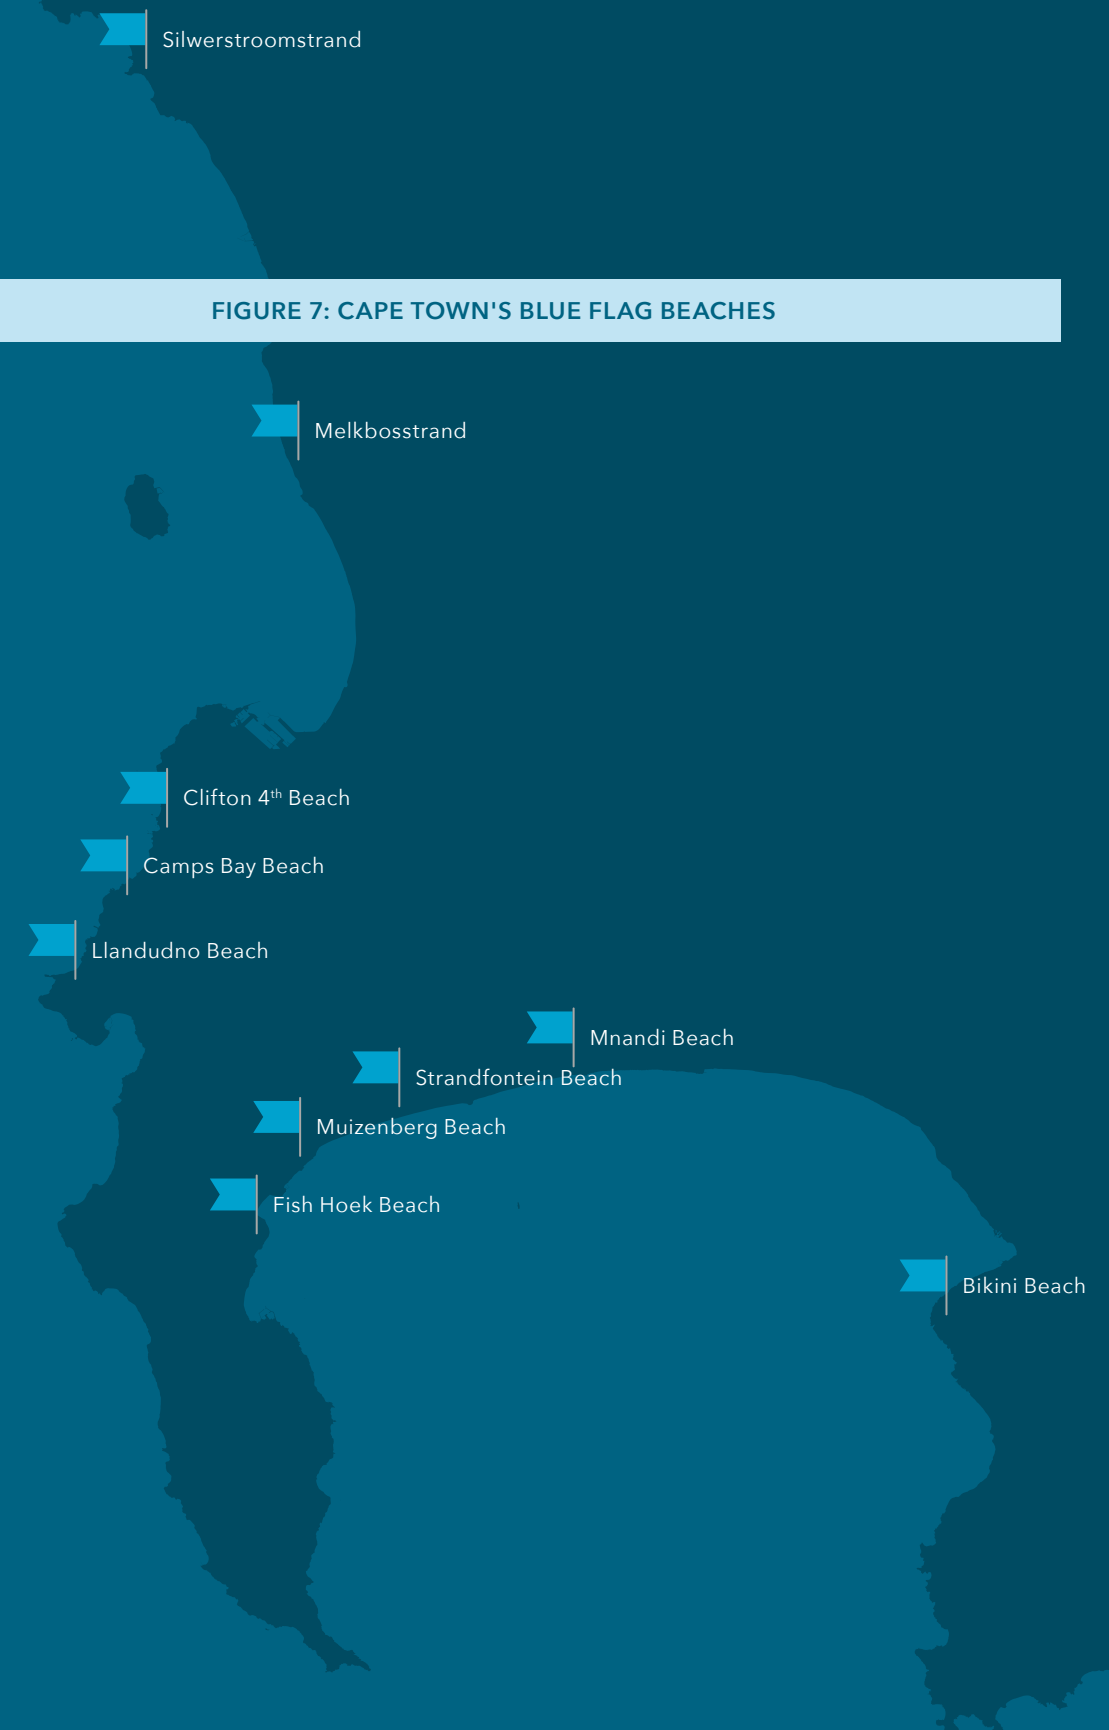 Silwerstroomstrand
FIGURE 7: CAPE TOWN'S BLUE FLAG BEACHES
Melkbosstrand
Clifton 4th Beach
Camps Bay Beach
Llandudno Beach
Mnandi Beach
Strandfontein Beach
Muizenberg Beach
Fish Hoek Beach
Bikini Beach